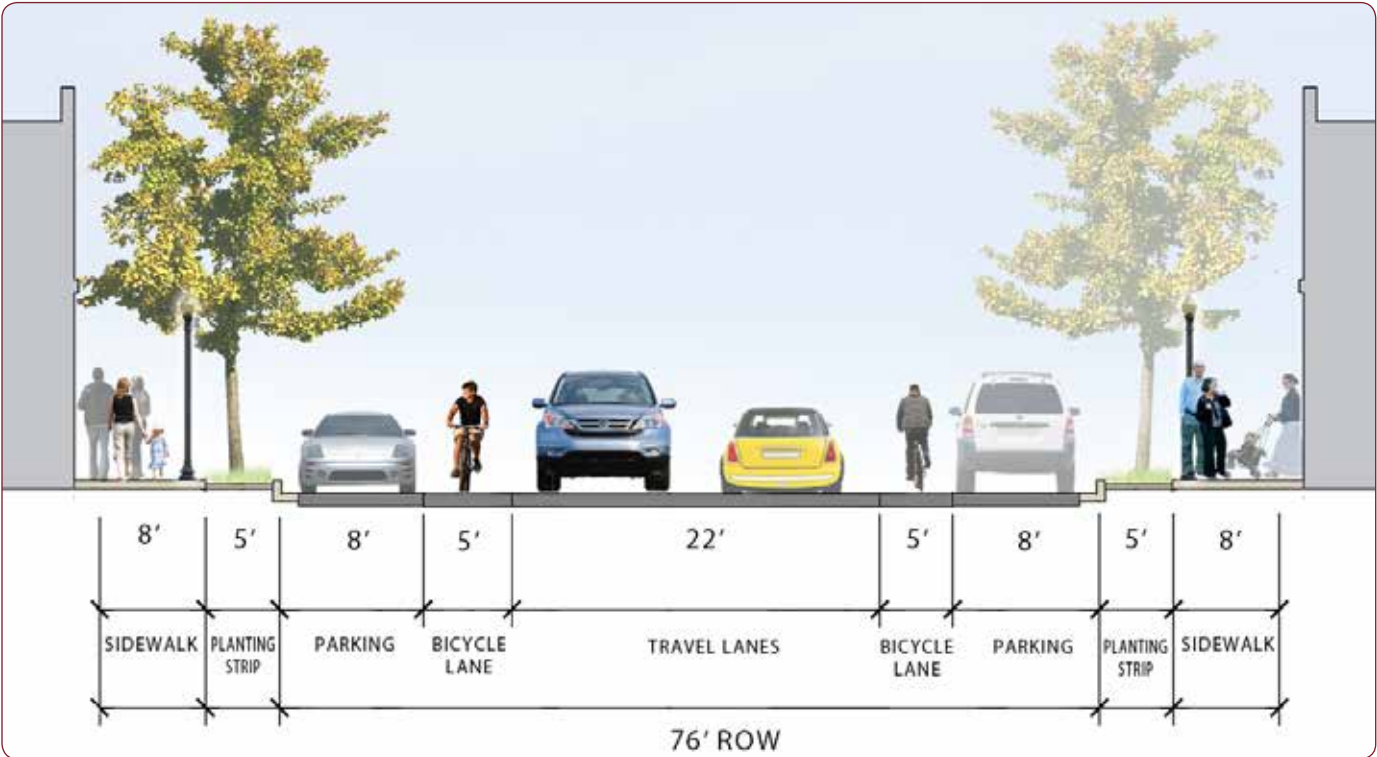 8' 5' 8' 5' 22' 5' 8' 5' 8'
SIDEWALK PLANTING STRIP PARKING BICYCLE LANE TRAVEL LANES BICYCLE LANE PARKING PLANTING STRIP SIDEWALK
76' ROW